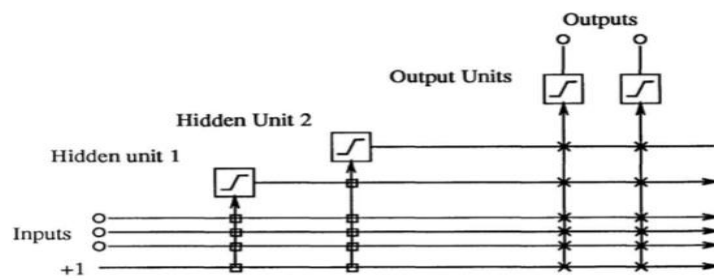 Outputs
Output Units
Hidden Unit 2
Hidden unit 1
Inputs
+1